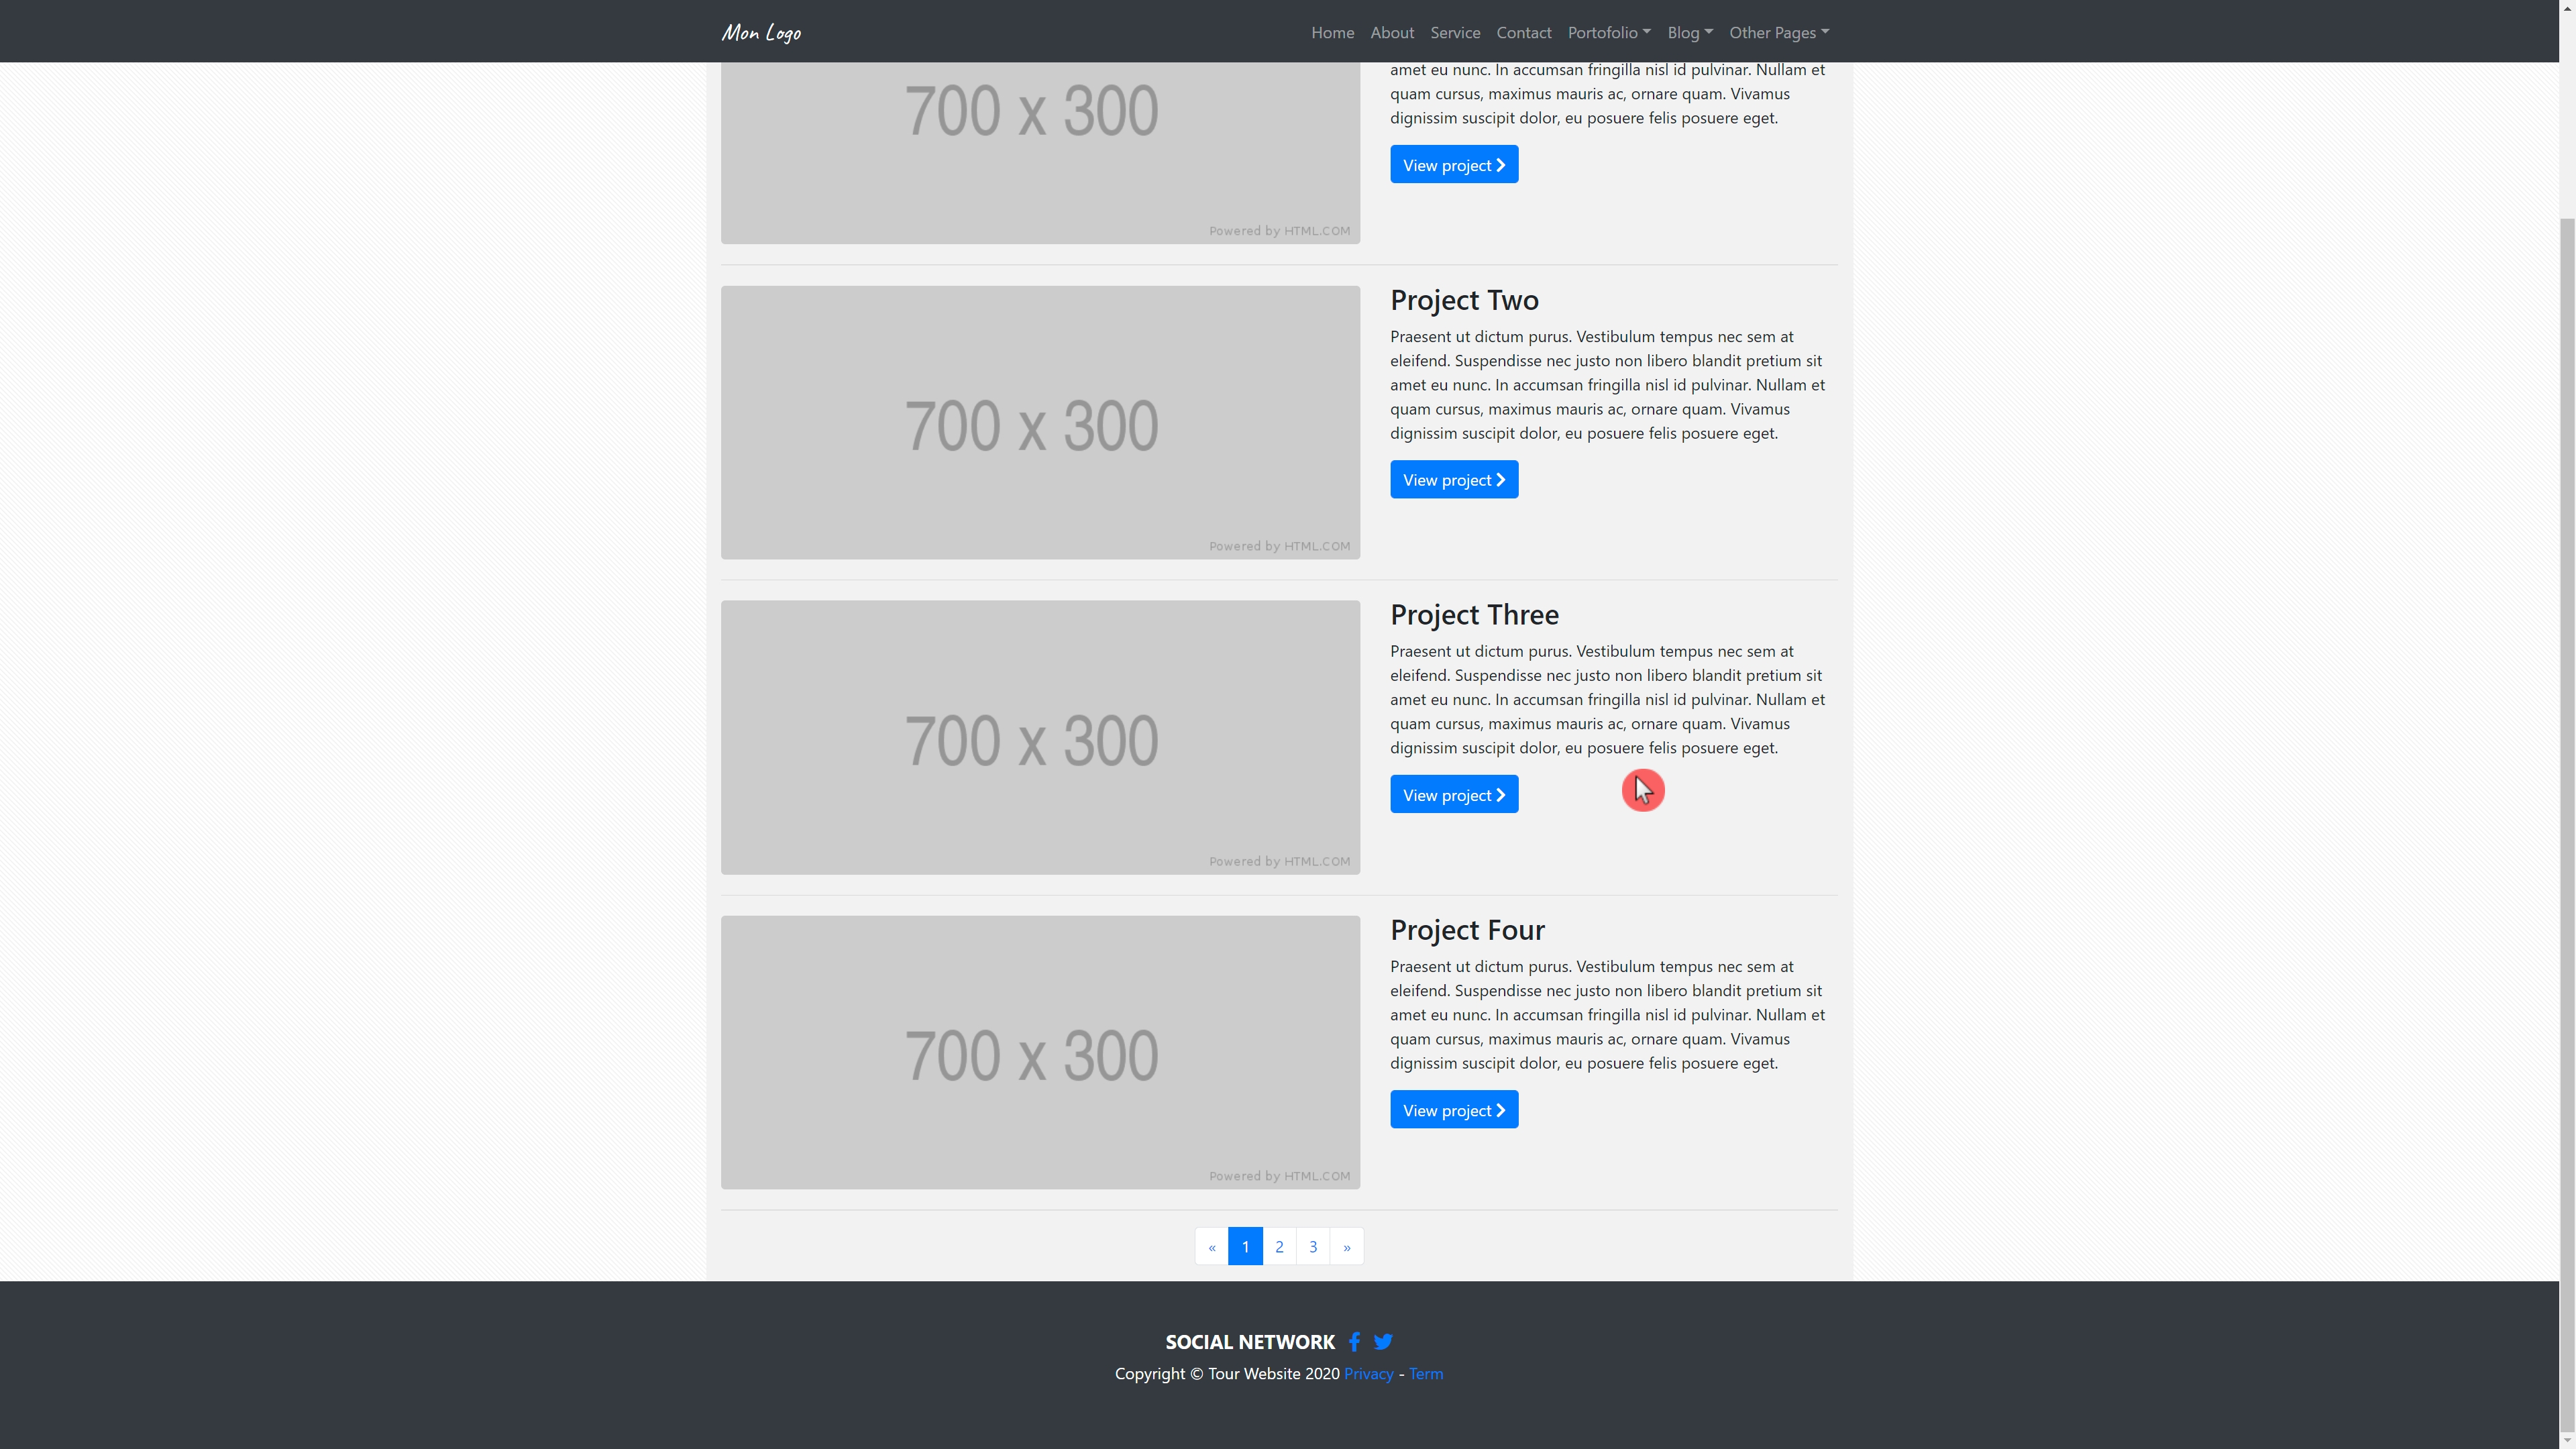 Mon Logo
Home About Service Contact Portofolio Blog Other Pages
700 x 300
Powered by HTML.COM
amet eu nunc. In accumsan fringilla nisl id pulvinar. Nullam et
quam cursus, maximus mauris ac, ornare quam. Vivamus
dignissim suscipit dolor, eu posuere felis posuere eget.
View project
700 x 300
Powered by HTML.COM
Project Two
Praesent ut dictum purus. Vestibulum tempus nec sem at
eleifend. Suspendisse nec justo non libero blandit pretium sit
amet eu nunc. In accumsan fringilla nisl id pulvinar. Nullam et
quam cursus, maximus mauris ac, ornare quam. Vivamus
dignissim suscipit dolor, eu posuere felis posuere eget.
View project
700 x 300
Powered by HTML.COM
Project Three
Praesent ut dictum purus. Vestibulum tempus nec sem at
eleifend. Suspendisse nec justo non libero blandit pretium sit
amet eu nunc. In accumsan fringilla nisl id pulvinar. Nullam et
quam cursus, maximus mauris ac, ornare quam. Vivamus
dignissim suscipit dolor, eu posuere felis posuere eget.
View project
700 x 300
Powered by HTML.COM
Project Four
Praesent ut dictum purus. Vestibulum tempus nec sem at
eleifend. Suspendisse nec justo non libero blandit pretium sit
amet eu nunc. In accumsan fringilla nisl id pulvinar. Nullam et
quam cursus, maximus mauris ac, ornare quam. Vivamus
dignissim suscipit dolor, eu posuere felis posuere eget.
View project
« 1 2 3 »
SOCIAL NETWORK
Copyright © Tour Website 2020 Privacy - Term